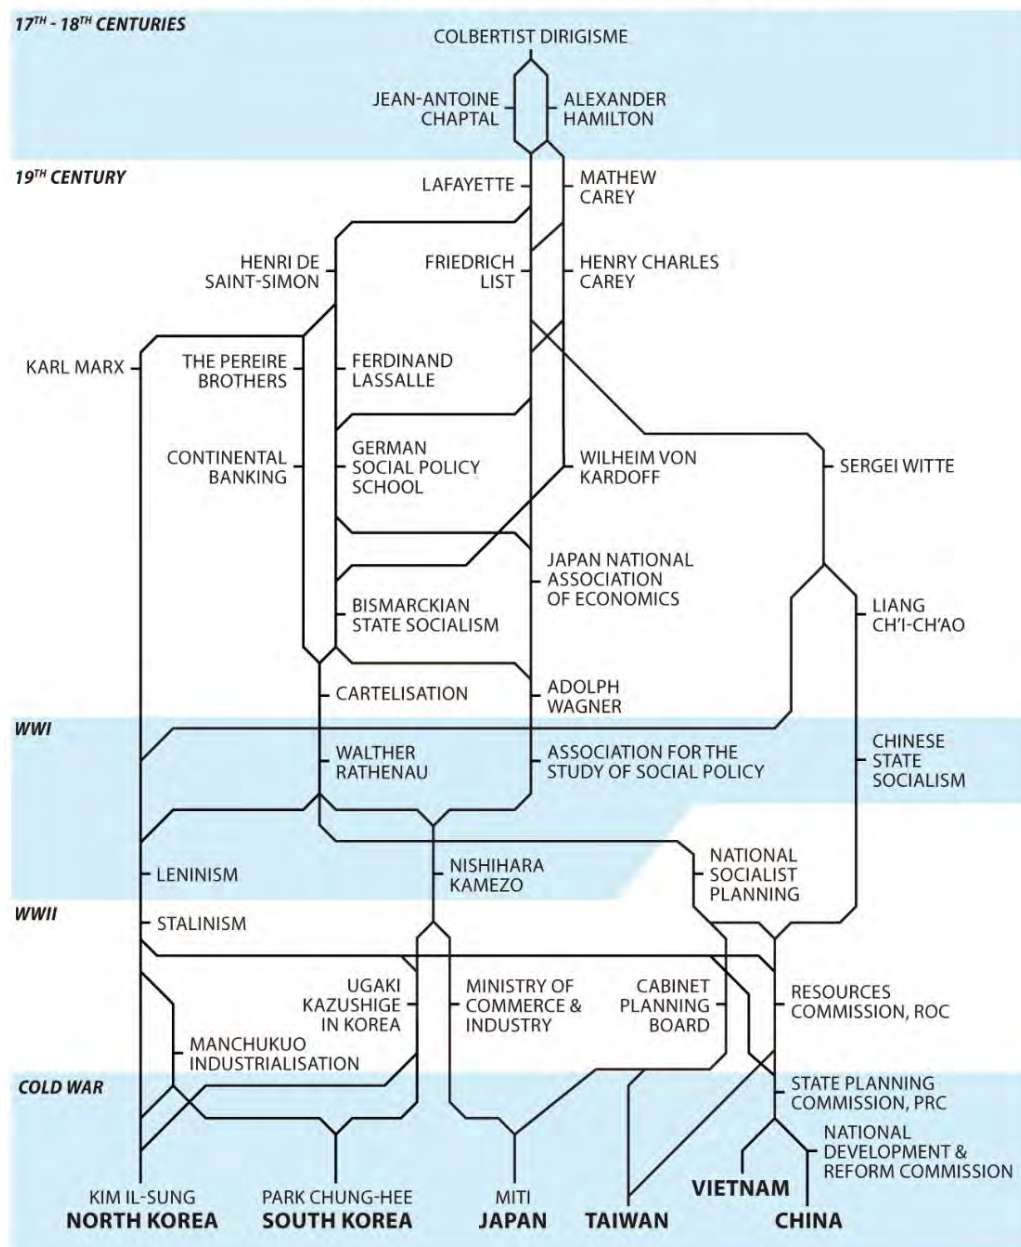 17TH - 18TH CENTURIES
COLBERTIST DIRIGISME
JEAN-ANTOINE
CHAPTAL
ALEXANDER
HAMILTON
19TH CENTURY
LAFAYETTE
MATHEW
CAREY
HENRI DE
SAINT-SIMON
FRIEDRICH
LIST
HENRY CHARLES
CAREY
KARL MARX
THE PEREIRE
BROTHERS
FERDINAND
LASSALLE
CONTINENTAL
BANKING
GERMAN
SOCIAL POLICY
SCHOOL
WILHEIM VON
KARDOFF
SERGEI WITTE
JAPAN NATIONAL
ASSOCIATION
OF ECONOMICS
BISMARCKIAN
STATE SOCIALISM
LIANG
CH'I-CH'AO
CARTELISATION
ADOLPH
WAGNER
WWI
WALTHER
RATHENAU
ASSOCIATION FOR THE
STUDY OF SOCIAL POLICY
CHINESE
STATE
SOCIALISM
LENINISM
NISHIHARA
KAMEZO
NATIONAL
SOCIALIST
PLANNING
WWII
STALINISM
UGAKI
KAZUSHIGE
IN KOREA
MINISTRY OF
COMMERCE &
INDUSTRY
CABINET
PLANNING
BOARD
RESOURCES
COMMISSION, ROC
MANCHUKUO
INDUSTRIALISATION
COLD WAR
STATE PLANNING
COMMISSION, PRC
NATIONAL
DEVELOPMENT &
REFORM COMMISSION
KIM IL-SUNG
NORTH KOREA
PARK CHUNG-HEE
SOUTH KOREA
MITI
JAPAN
TAIWAN
VIETNAM
CHINA